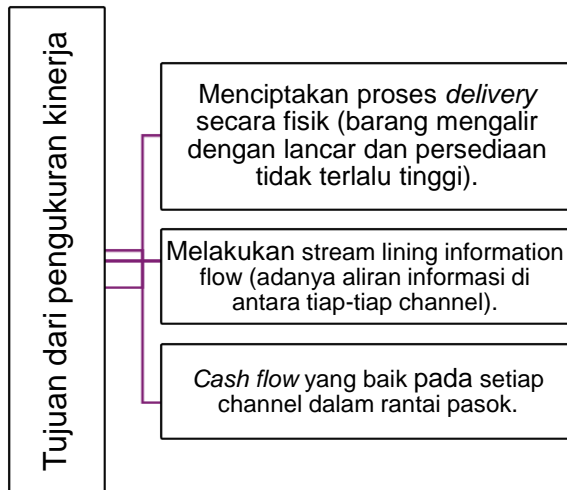 Tujuan dari pengukuran kinerja
Menciptakan proses delivery
secara fisik (barang mengalir
dengan lancar dan persediaan
tidak terlalu tinggi).
Melakukan stream lining information
flow (adanya aliran informasi di
antara tiap-tiap channel).
Cash flow yang baik pada setiap
channel dalam rantai pasok.